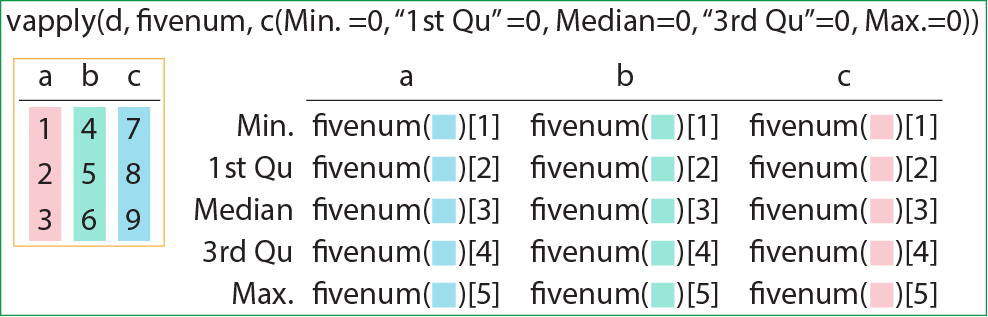 vapply(d, fivenum, c(Min. =0, “1st Qu” =0, Median=0, “3rd Qu”=0, Max.=0))
a b c
1 4 7
2 5 8
3 6 9
a b c
Min. fivenum( )[1] fivenum( )[1] fivenum( )[1]
1st Qu fivenum( )[2] fivenum( )[2] fivenum( )[2]
Median fivenum( )[3] fivenum( )[3] fivenum( )[3]
3rd Qu fivenum( )[4] fivenum( )[4] fivenum( )[4]
Max. fivenum( )[5] fivenum( )[5] fivenum( )[5]